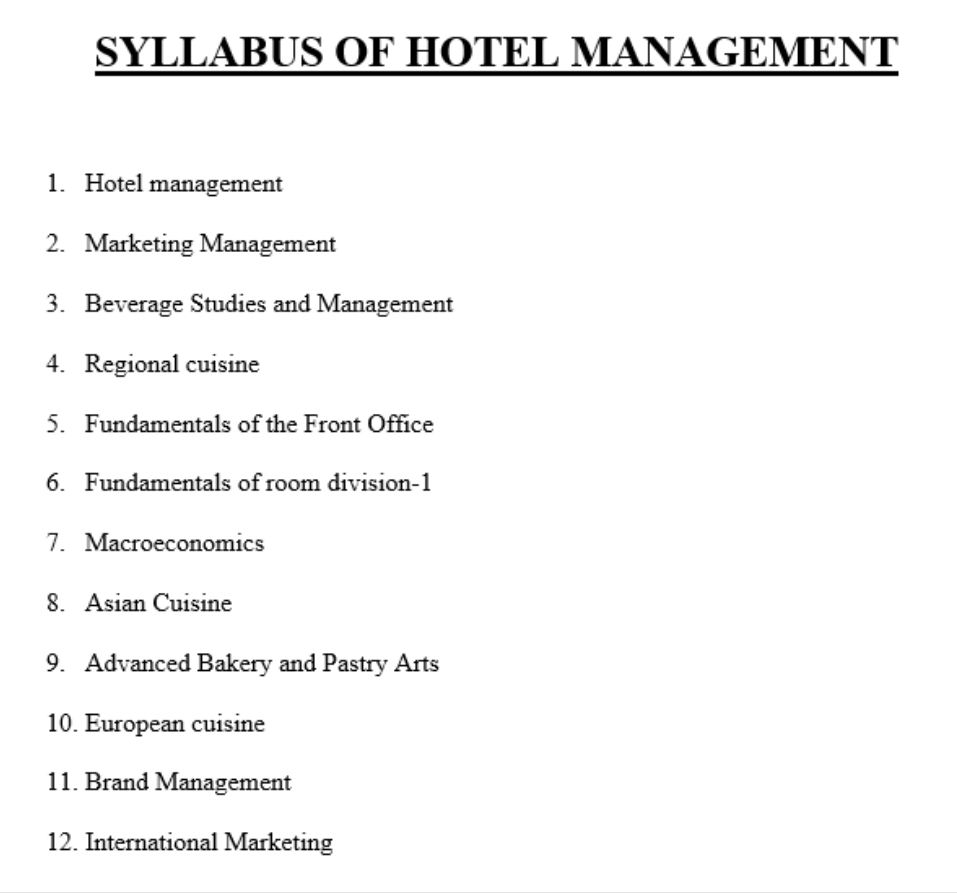 SYLLABUS OF HOTEL MANAGEMENT
1. Hotel management
2. Marketing Management
3. Beverage Studies and Management
4. Regional cuisine
5. Fundamentals of the Front Office
6. Fundamentals of room division-1
7. Macroeconomics
8. Asian Cuisine
9. Advanced Bakery and Pastry Arts
10. European cuisine
11. Brand Management
12. International Marketing